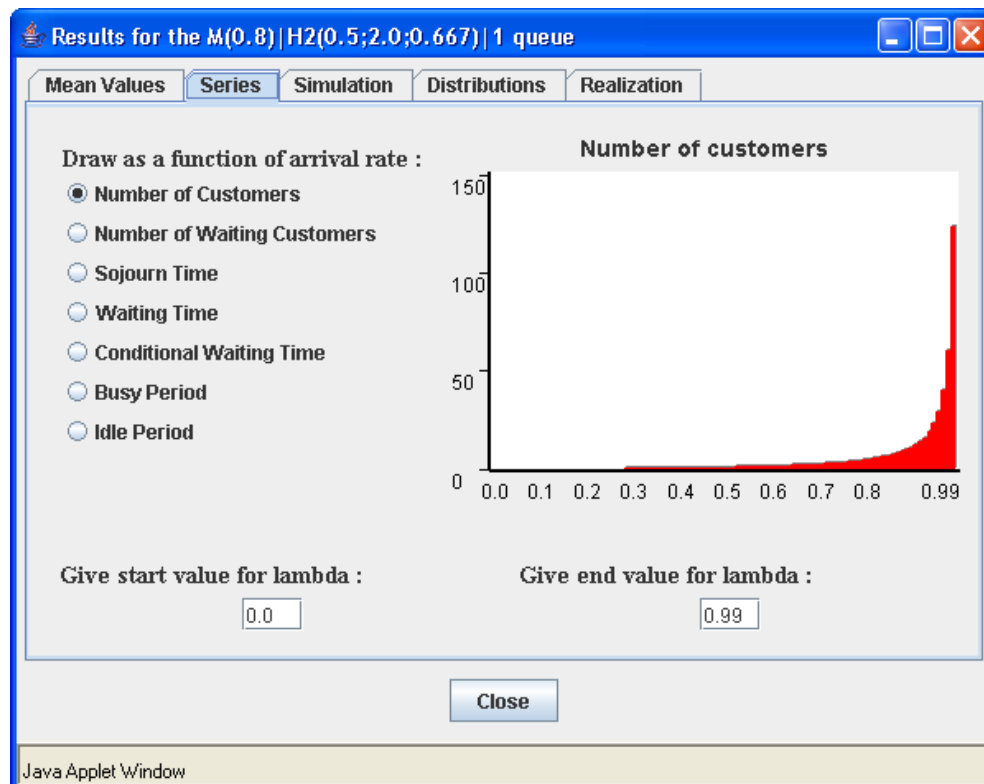 Results for the M(0.8)|H2(0.5;2.0;0.667)|1 queue
Mean Values Series Simulation Distributions Realization
Draw as a function of arrival rate :
Number of Customers
Number of Waiting Customers
Sojourn Time
Waiting Time
Conditional Waiting Time
Busy Period
Idle Period
Number of customers
150
100
50
0
0.0 0.1 0.2 0.3 0.4 0.5 0.6 0.7 0.8 0.99
Give start value for lambda :
0.0
Give end value for lambda :
0.99
Close
Java Applet Window